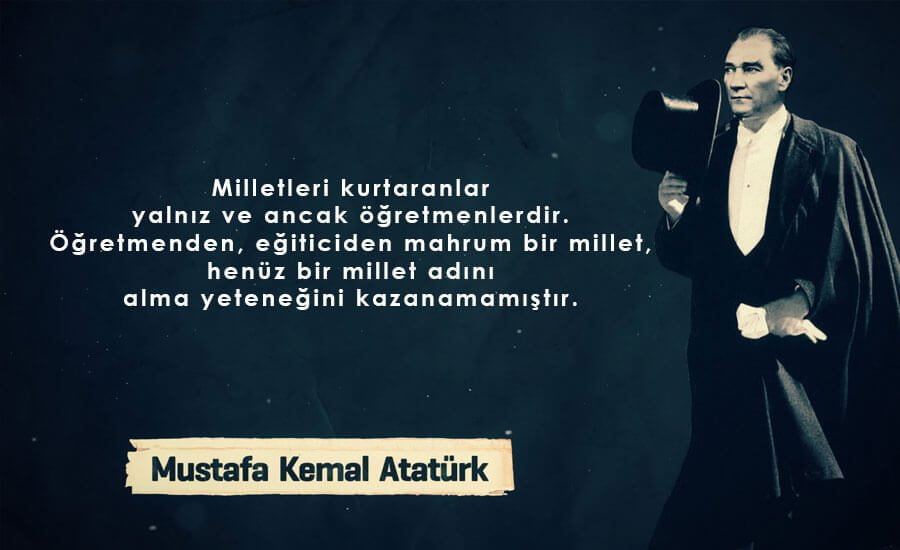 Milletleri kurtaranlar
yalnız ve ancak öğretmenlerdir.
Öğretmenden, eğiticiden mahrum bir millet,
henüz bir millet adını
alma yeteneğini kazanamamıştır.
Mustafa Kemal Atatürk